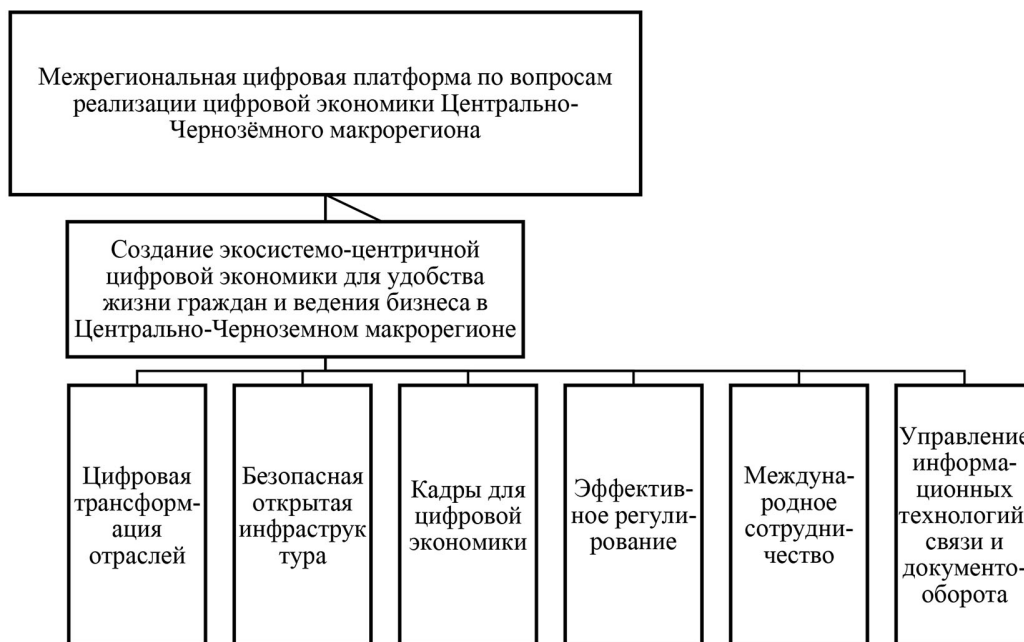 Межрегиональная цифровая платформа по вопросам
реализации цифровой экономики Центрально-
Чернозёмного макрорегиона
Создание экосистемо-центричной
цифровой экономики для удобства
жизни граждан и ведения бизнеса в
Центрально-Черноземном макрорегионе
Цифровая
трансформ-
ация
отраслей
Безопасная
открытая
инфраструк
тура
Кадры для
цифровой
экономики
Эффектив-
ное регули-
рование
Междуна-
родное
сотрудни-
чество
Управление
информа-
ционных
технологий
связи и
документо-
оборота